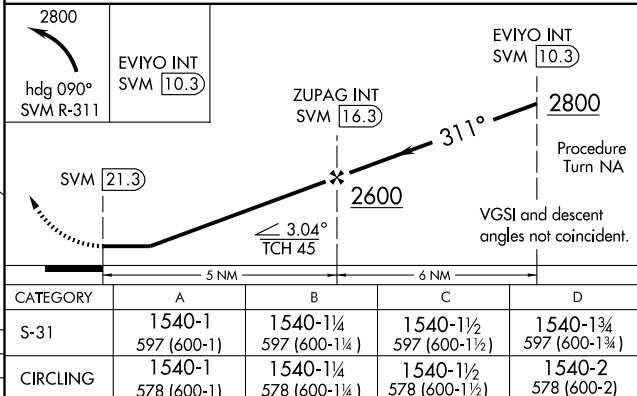 2800
hdg 090°
SVM R-311
EVIYO INT
SVM 10.3
ZUPAG INT
SVM 16.3
EVIYO INT
SVM 10.3
2800
311°
Procedure
Turn NA
SVM 21.3
2600
3.04°
TCH 45
VGSI and descent
angles not coincident.
5 NM
6 NM
CATEGORY A B C D
S-31 1540-1 1540-1¼ 1540-1½ 1540-1¾
597 (600-1) 597 (600-1¼) 597 (600-1½) 597 (600-1¾)
CIRCLING 1540-1 1540-1¼ 1540-1½ 1540-2
578 (600-1) 578 (600-1¼) 578 (600-1½) 578 (600-2)